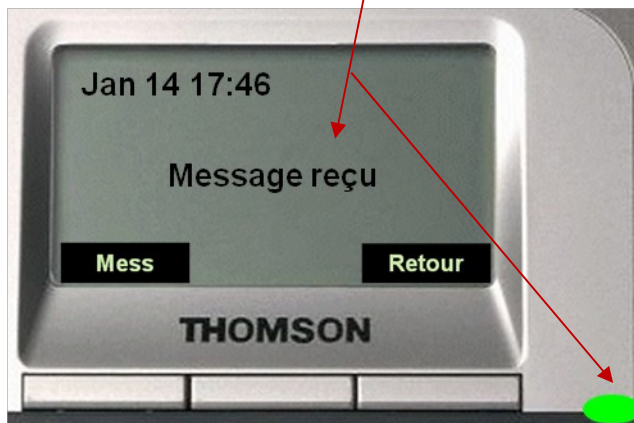 Jan 14 17:46
Message reçu
Mess
Retour
THOMSON